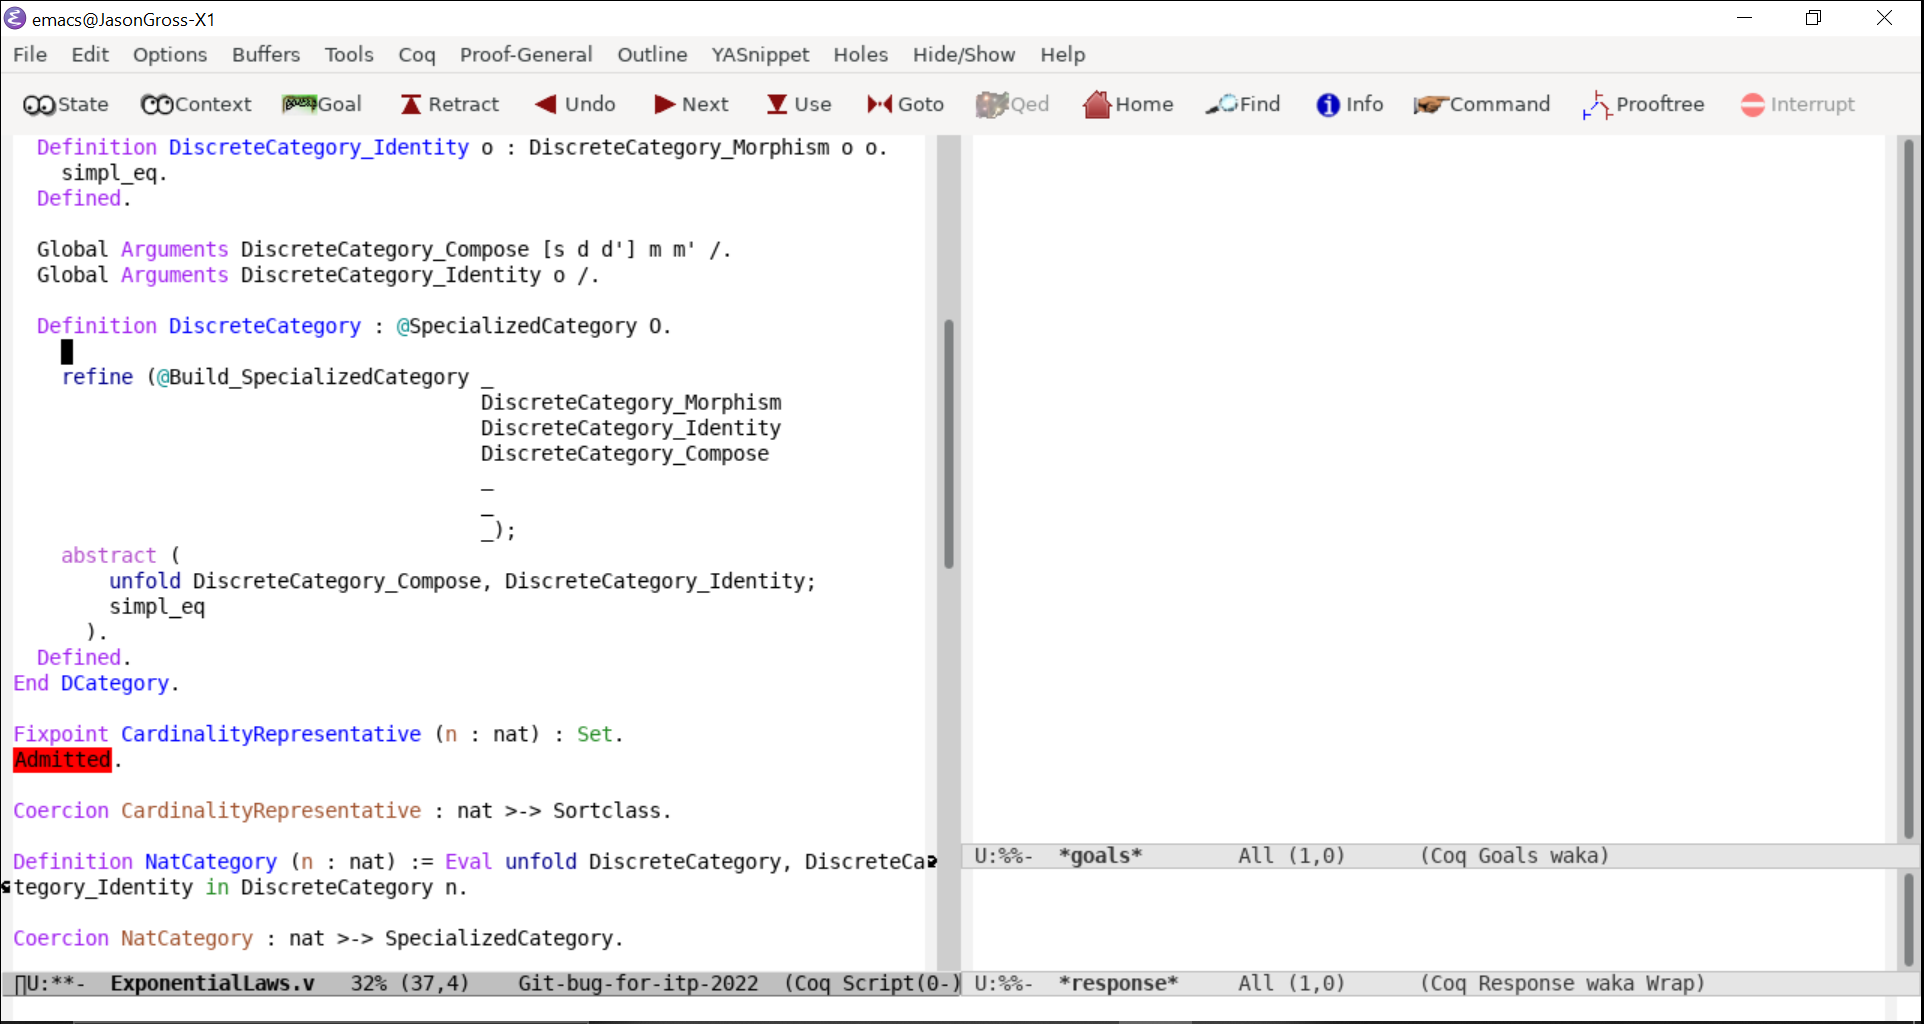 emacs@JasonGross-X1
File Edit Options Buffers Tools Coq Proof-General Outline YASnippet Holes Hide/Show Help
State Context Goal Retract Undo Next Use Goto Qed Home Find Info Command Prooftree Interrupt
Definition DiscreteCategory_Identity o : DiscreteCategory_Morphism o o.
simpl_eq.
Defined.
Global Arguments DiscreteCategory_Compose [s d d'] m m' /.
Global Arguments DiscreteCategory_Identity o /.
Definition DiscreteCategory : @SpecializedCategory O.
refine (@Build_SpecializedCategory _
DiscreteCategory_Morphism
DiscreteCategory_Identity
DiscreteCategory_Compose
_
_
_);
abstract (
unfold DiscreteCategory_Compose, DiscreteCategory_Identity;
simpl_eq
).
Defined.
End DCategory.
Fixpoint CardinalityRepresentative (n : nat) : Set.
Admitted.
Coercion CardinalityRepresentative : nat >-> Sortclass.
Definition NatCategory (n : nat) := Eval unfold DiscreteCategory, DiscreteCa
tegory_Identity in DiscreteCategory n.
Coercion NatCategory : nat >-> SpecializedCategory.
U:**- ExponentialLaws.v 32% (37,4) Git-bug-for-itp-2022 (Coq Script(0-)
U:%%- *goals* All (1,0) (Coq Goals waka)
U:%%- *response* All (1,0) (Coq Response waka Wrap)